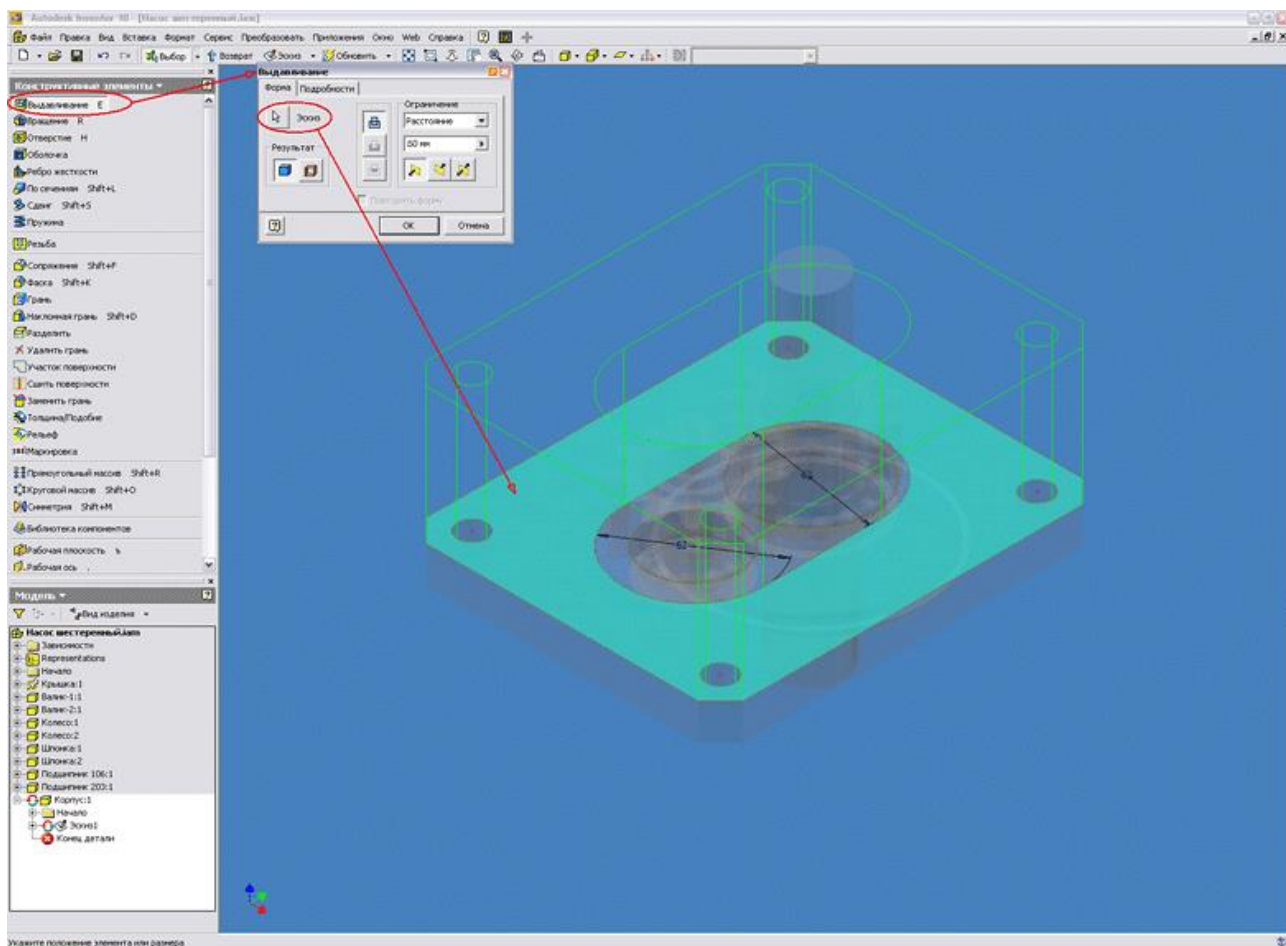 Autodesk Inventor 10 - [Насос шестеренный.iam]
Файл Правка Вид Вставка Формат Сервис Преобразовать Приложения Окно Web Справка
Выбор Возврат Эскиз Обновить
Конструктивные элементы
Выдавливание E
Вращение R
Отверстие H
Оболочка
Ребро жесткости
По сечениям Shift+L
Сдвиг Shift+S
Пружина
Резьба
Сопряжение Shift+F
Фаска Shift+K
Грань
Наклонная грань Shift+D
Разделить
Удалить грань
Участок поверхности
Сшить поверхности
Заменить грань
Толщина/Подобие
Рельеф
Маркировка
Прямоугольный массив Shift+R
Круговой массив Shift+O
Симметрия Shift+M
Библиотека компонентов
Рабочая плоскость ъ
Рабочая ось .
Выдавливание
Форма Подробности
Эскиз
Ограничение
Расстояние
50 мм
Результат
Повторить форму
ОК Отмена
62
62
Модель
Вид изделия
Насос шестеренный.iam
Зависимости
Representations
Начало
Крышка:1
Валик-1:1
Валик-2:1
Колесо:1
Колесо:2
Шпонка:1
Шпонка:2
Подшипник 106:1
Подшипник 203:1
Корпус:1
Начало
Эскиз1
Конец детали
Укажите положение элемента или размера